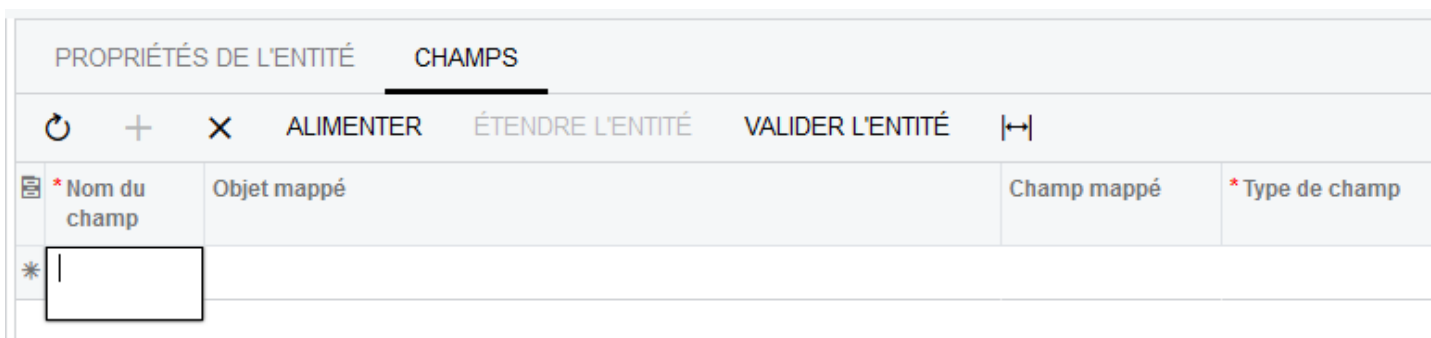 PROPRIÉTÉS DE L'ENTITÉ CHAMPS
ALIMENTER ÉTENDRE L'ENTITÉ VALIDER L'ENTITÉ
* Nom du champ Objet mappé Champ mappé * Type de champ